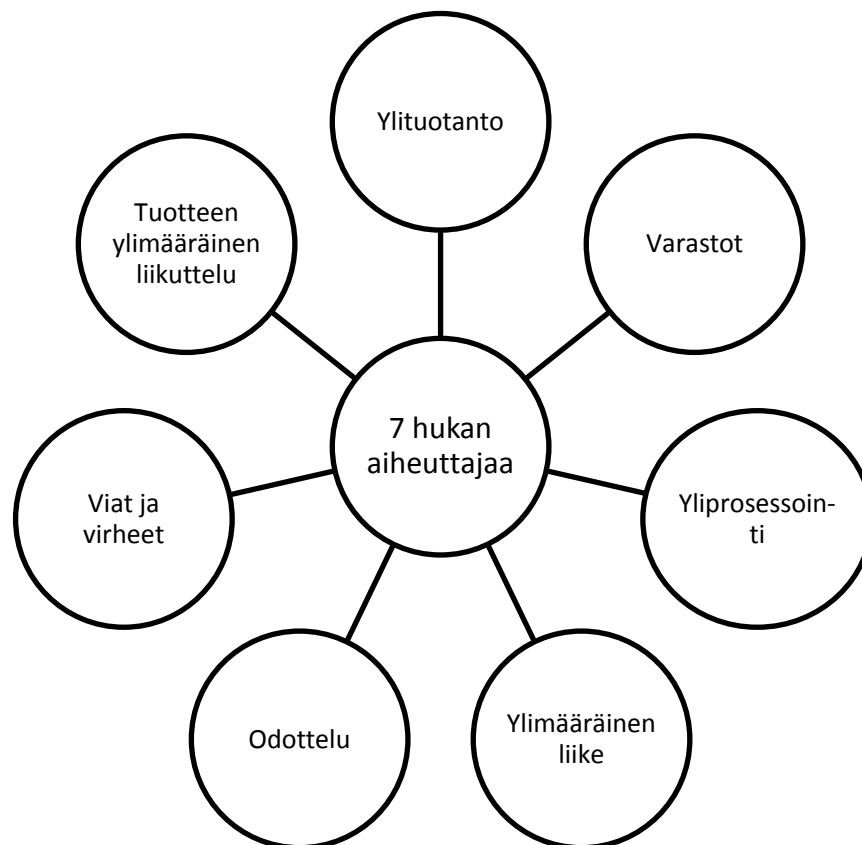 Ylituotanto
Tuotteen
ylimääräinen
liikuttelu
Varastot
7 hukan
aiheuttajaa
Viat ja
virheet
Yliprosessoin-
ti
Odottelu
Ylimääräinen
liike